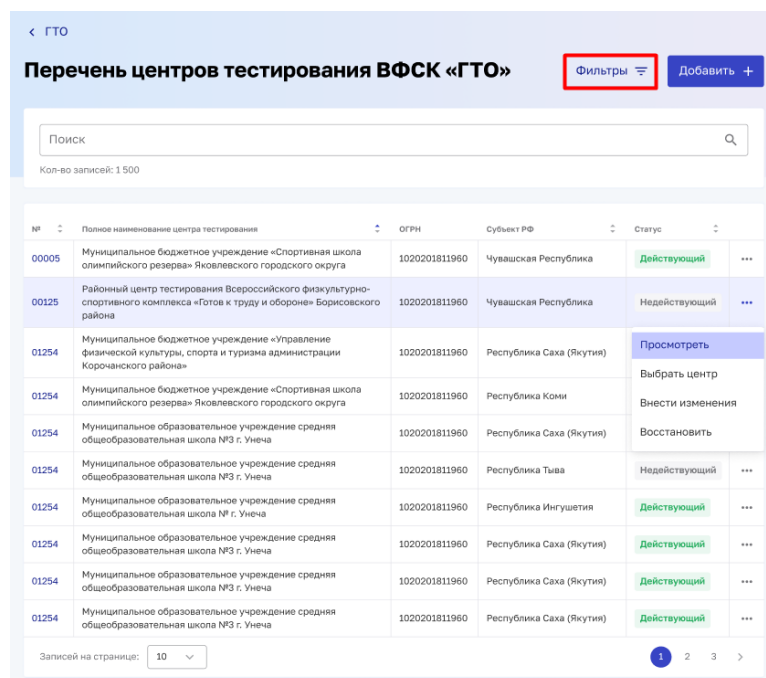 ГТО
Перечень центров тестирования ВФСК «ГТО»
Фильтры
Добавить +
Поиск
Кол-во записей: 1 500
№ Полное наименование центра тестирования ОГРН Субъект РФ Статус
Муниципальное бюджетное учреждение «Спортивная школа
00005 1020201811960 Чувашская Республика Действующий
олимпийского резерва» Яковлевского городского округа
Районный центр тестирования Всероссийского физкультурно-
00125 спортивного комплекса «Готов к труду и обороне» Борисовского 1020201811960 Чувашская Республика Недействующий
района
Муниципальное бюджетное учреждение «Управление
01254 физической культуры, спорта и туризма администрации 1020201811960 Республика Саха (Якутия)
Корочанского района»
Просмотреть
Выбрать центр
Внести изменения
Восстановить
Муниципальное бюджетное учреждение «Спортивная школа
01254 1020201811960 Республика Коми
олимпийского резерва» Яковлевского городского округа
Муниципальное образовательное учреждение средняя
01254 1020201811960 Республика Саха (Якутия)
общеобразовательная школа №3 г. Унеча
Муниципальное образовательное учреждение средняя
01254 1020201811960 Республика Тыва Недействующий
общеобразовательная школа №3 г. Унеча
Муниципальное образовательное учреждение средняя
01254 1020201811960 Республика Ингушетия Действующий
общеобразовательная школа № г. Унеча
Муниципальное образовательное учреждение средняя
01254 1020201811960 Республика Саха (Якутия) Действующий
общеобразовательная школа №3 г. Унеча
Муниципальное образовательное учреждение средняя
01254 1020201811960 Республика Саха (Якутия) Действующий
общеобразовательная школа №3 г. Унеча
Муниципальное образовательное учреждение средняя
01254 1020201811960 Республика Саха (Якутия) Действующий
общеобразовательная школа №3 г. Унеча
Записей на странице: 10
1 2 3